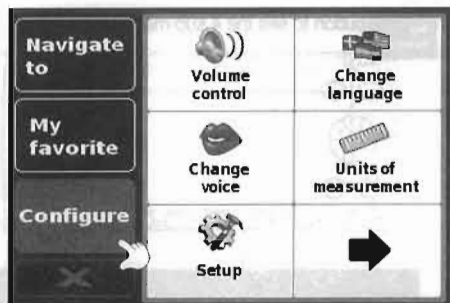 Navigate
to
My
favorite
Configure
Volume
control
Change
language
Change
voice
Units of
measurement
Setup